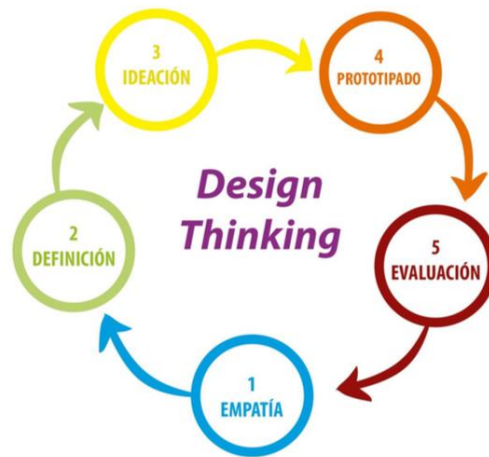 Design
Thinking
1
EMPATÍA
2
DEFINICIÓN
3
IDEACIÓN
4
PROTOTIPADO
5
EVALUACIÓN